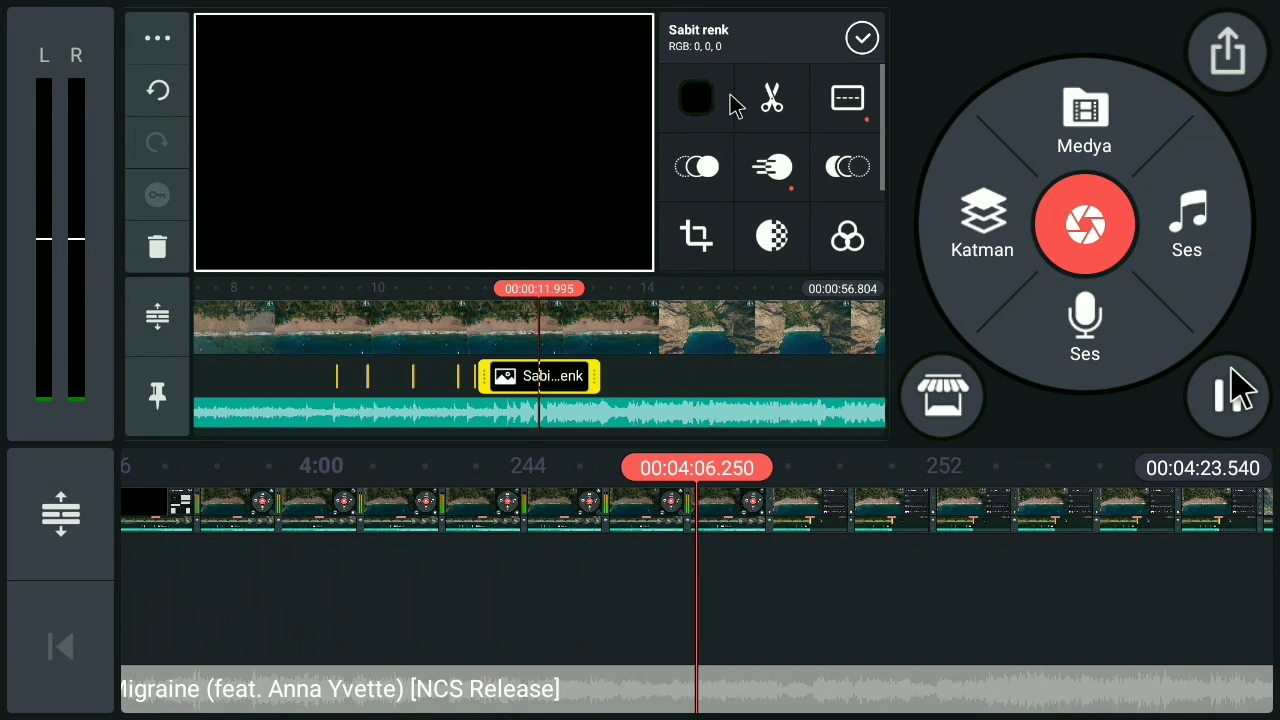 L R
Sabit renk
RGB: 0, 0, 0
Medya
Katman
Ses
Ses
8 10 00:00:11.995 14 00:00:56.804
Sabi...enk
6 4:00 244 00:04:06.250 252 00:04:23.540
Migraine (feat. Anna Yvette) [NCS Release]